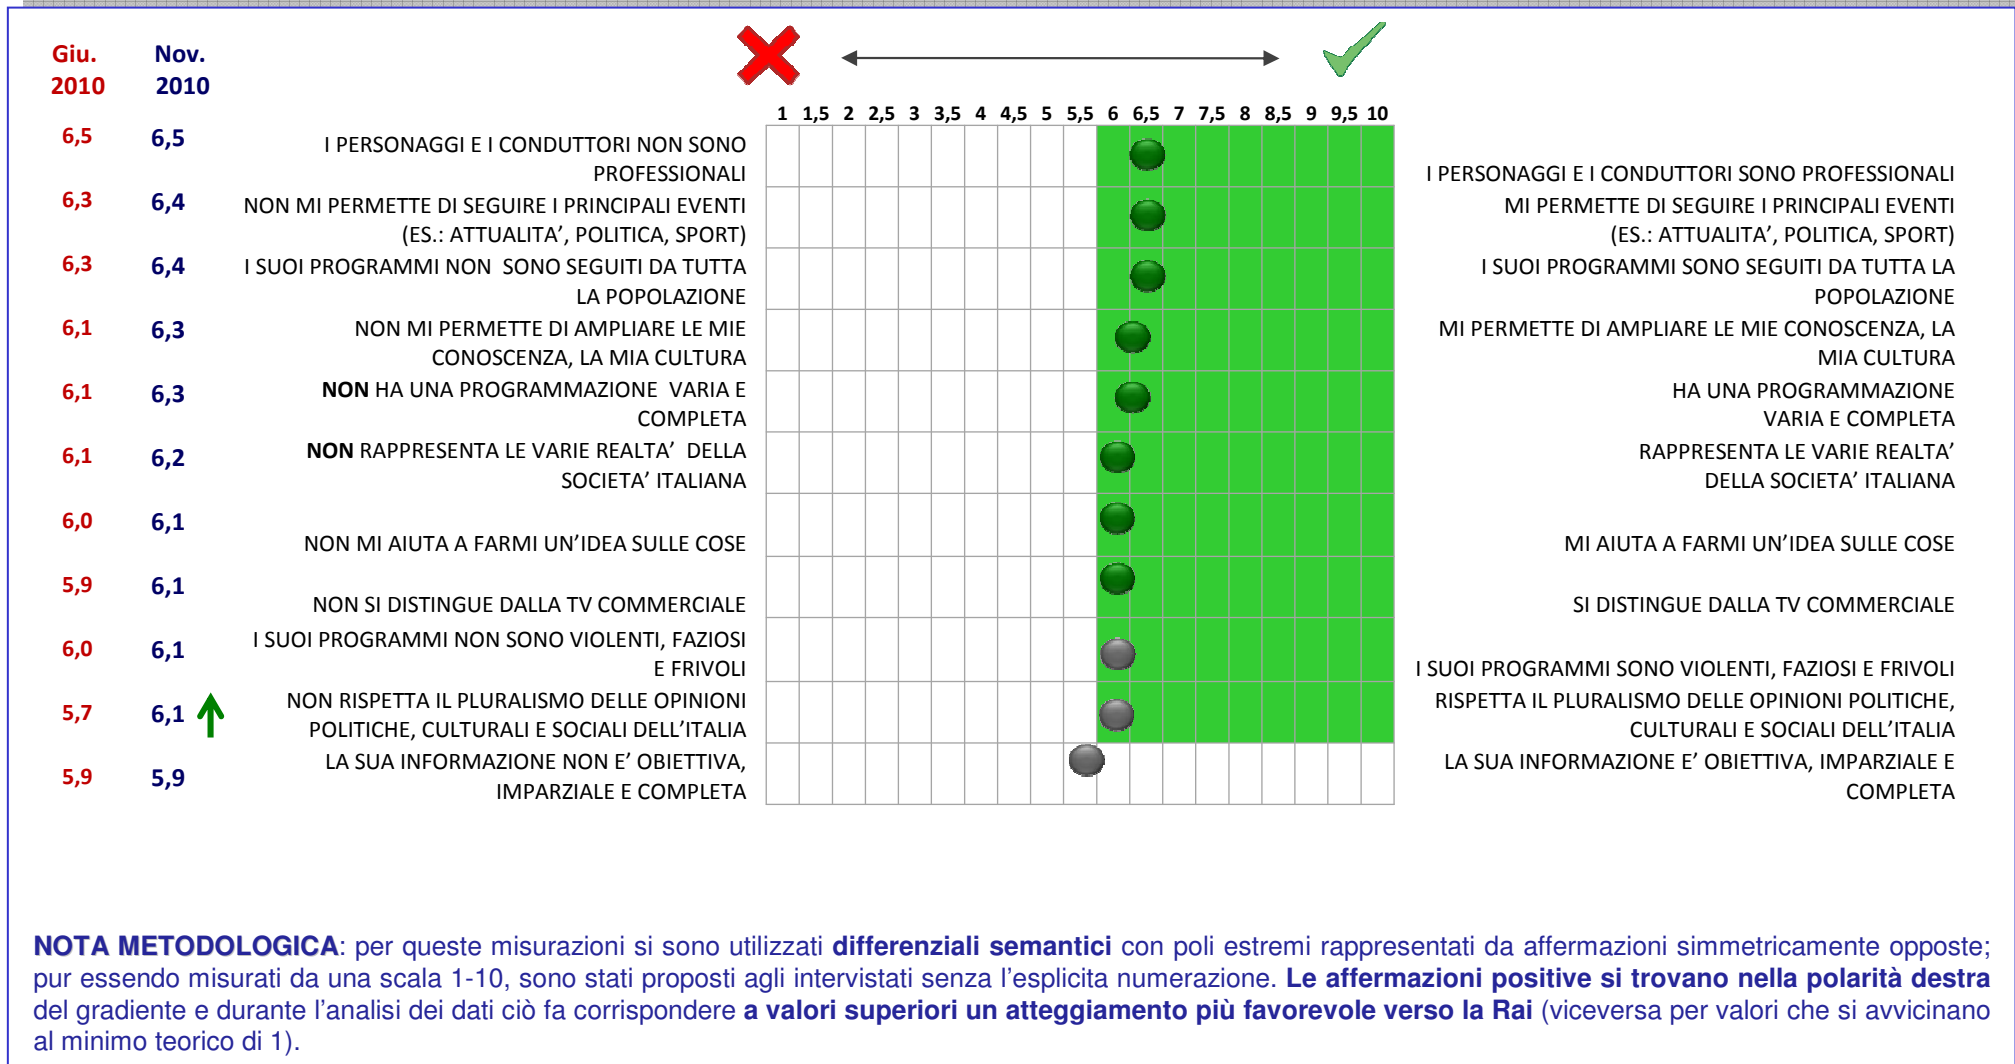 Giu. Nov.
2010 2010
1 1,5 2 2,5 3 3,5 4 4,5 5 5,5 6 6,5 7 7,5 8 8,5 9 9,5 10
6,5 6,5 I PERSONAGGI E I CONDUTTORI NON SONO
PROFESSIONALI I PERSONAGGI E I CONDUTTORI SONO PROFESSIONALI
6,3 6,4 NON MI PERMETTE DI SEGUIRE I PRINCIPALI EVENTI MI PERMETTE DI SEGUIRE I PRINCIPALI EVENTI
(ES.: ATTUALITA’, POLITICA, SPORT) (ES.: ATTUALITA’, POLITICA, SPORT)
6,3 6,4 I SUOI PROGRAMMI NON SONO SEGUITI DA TUTTA I SUOI PROGRAMMI SONO SEGUITI DA TUTTA LA
LA POPOLAZIONE POPOLAZIONE
6,1 6,3 NON MI PERMETTE DI AMPLIARE LE MIE MI PERMETTE DI AMPLIARE LE MIE CONOSCENZA, LA
CONOSCENZA, LA MIA CULTURA MIA CULTURA
6,1 6,3 NON HA UNA PROGRAMMAZIONE VARIA E HA UNA PROGRAMMAZIONE
COMPLETA VARIA E COMPLETA
6,1 6,2 NON RAPPRESENTA LE VARIE REALTA’ DELLA RAPPRESENTA LE VARIE REALTA’
SOCIETA’ ITALIANA DELLA SOCIETA’ ITALIANA
6,0 6,1 NON MI AIUTA A FARMI UN’IDEA SULLE COSE MI AIUTA A FARMI UN’IDEA SULLE COSE
5,9 6,1 NON SI DISTINGUE DALLA TV COMMERCIALE SI DISTINGUE DALLA TV COMMERCIALE
6,0 6,1 I SUOI PROGRAMMI NON SONO VIOLENTI, FAZIOSI
E FRIVOLI I SUOI PROGRAMMI SONO VIOLENTI, FAZIOSI E FRIVOLI
5,7 6,1 NON RISPETTA IL PLURALISMO DELLE OPINIONI RISPETTA IL PLURALISMO DELLE OPINIONI POLITICHE,
POLITICHE, CULTURALI E SOCIALI DELL’ITALIA CULTURALI E SOCIALI DELL’ITALIA
5,9 5,9 LA SUA INFORMAZIONE NON E’ OBIETTIVA, LA SUA INFORMAZIONE E’ OBIETTIVA, IMPARZIALE E
IMPARZIALE E COMPLETA COMPLETA
NOTA METODOLOGICA: per queste misurazioni si sono utilizzati differenziali semantici con poli estremi rappresentati da affermazioni simmetricamente opposte;
pur essendo misurati da una scala 1-10, sono stati proposti agli intervistati senza l'esplicita numerazione. Le affermazioni positive si trovano nella polarità destra
del gradiente e durante l'analisi dei dati ciò fa corrispondere a valori superiori un atteggiamento più favorevole verso la Rai (viceversa per valori che si avvicinano
al minimo teorico di 1).